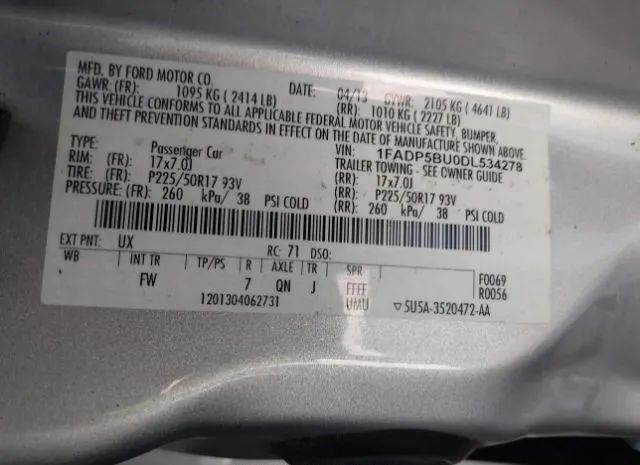 MFD. BY FORD MOTOR CO. DATE: 04/13 GVWR: 2105 KG ( 4641 LB)
GAWR: (FR): 1095 KG ( 2414 LB) (RR): 1010 KG ( 2227 LB)
THIS VEHICLE CONFORMS TO ALL APPLICABLE FEDERAL MOTOR VEHICLE SAFETY, BUMPER,
AND THEFT PREVENTION STANDARDS IN EFFECT ON THE DATE OF MANUFACTURE SHOWN ABOVE.
VIN: 1FADP5BU0DL534278
TYPE: Passenger Car TRAILER TOWING - SEE OWNER GUIDE
RIM: (FR): 17x7.0J (RR): 17x7.0J
TIRE: (FR): P225/50R17 93V (RR): P225/50R17 93V
PRESSURE: (FR): 260 kPa/ 38 PSI COLD (RR): 260 kPa/ 38 PSI COLD
EXT PNT: UX RC: 71 DSO:
WB INT TR TP/PS R AXLE TR SPR F0069
FW 7 QN J FFFF R0056
UMU
1201304062731 ▽5U5A-3520472-AA